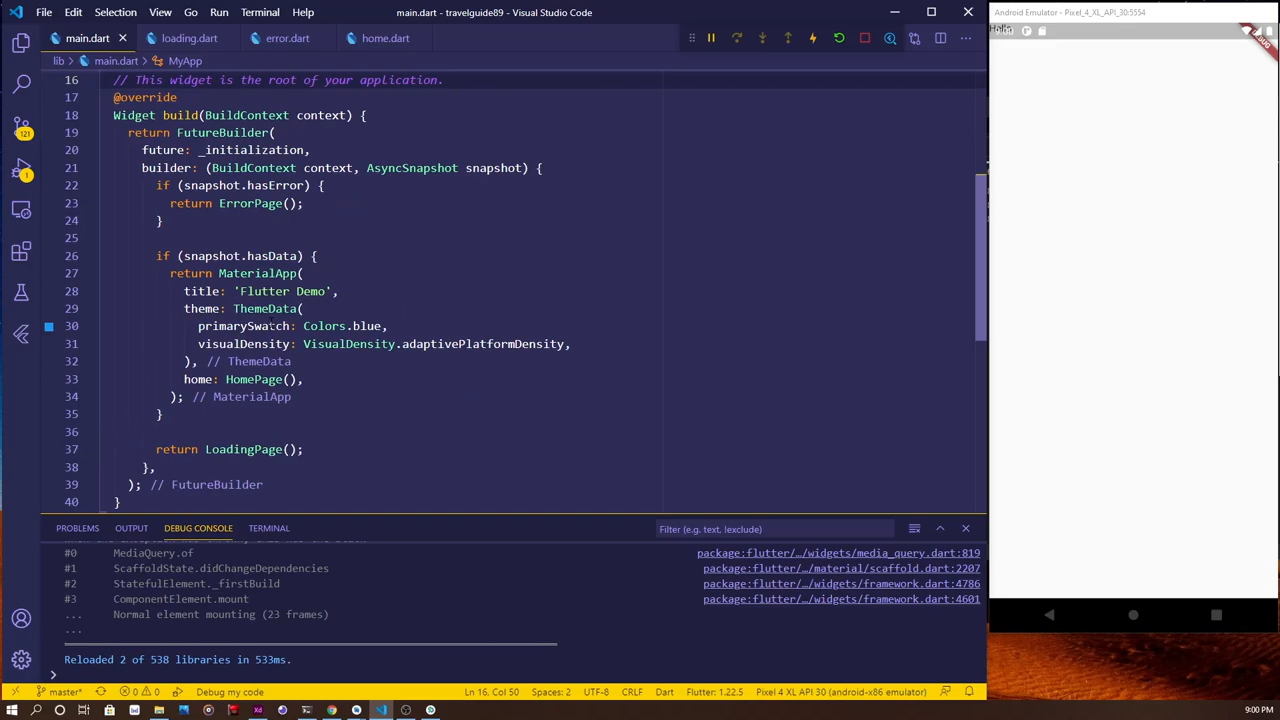 File Edit Selection View Go Run Terminal Help
main.dart - travelguide89 - Visual Studio Code
main.dart
loading.dart
home.dart
lib > main.dart > MyApp
16 // This widget is the root of your application.
17 @override
18 Widget build(BuildContext context) {
19 return FutureBuilder(
20 future: _initialization,
21 builder: (BuildContext context, AsyncSnapshot snapshot) {
22 if (snapshot.hasError) {
23 return ErrorPage();
24 }
25
26 if (snapshot.hasData) {
27 return MaterialApp(
28 title: 'Flutter Demo',
29 theme: ThemeData(
30 primarySwatch: Colors.blue,
31 visualDensity: VisualDensity.adaptivePlatformDensity,
32 ), // ThemeData
33 home: HomePage(),
34 ); // MaterialApp
35 }
36
37 return LoadingPage();
38 },
39 ); // FutureBuilder
40 }
121
1
PROBLEMS OUTPUT DEBUG CONSOLE TERMINAL
Filter (e.g. text, !exclude)
#0 MediaQuery.of package:flutter/…/widgets/media_query.dart:819
#1 ScaffoldState.didChangeDependencies package:flutter/…/material/scaffold.dart:2207
#2 StatefulElement._firstBuild package:flutter/…/widgets/framework.dart:4786
#3 ComponentElement.mount package:flutter/…/widgets/framework.dart:4601
... Normal element mounting (23 frames)
...
Reloaded 2 of 538 libraries in 533ms.
master* 0 0 Debug my code
Ln 16, Col 50 Spaces: 2 UTF-8 CRLF Dart Flutter: 1.22.5 Pixel 4 XL API 30 (android-x86 emulator)
Android Emulator - Pixel_4_XL_API_30:5554
DEBUG
9:00 PM